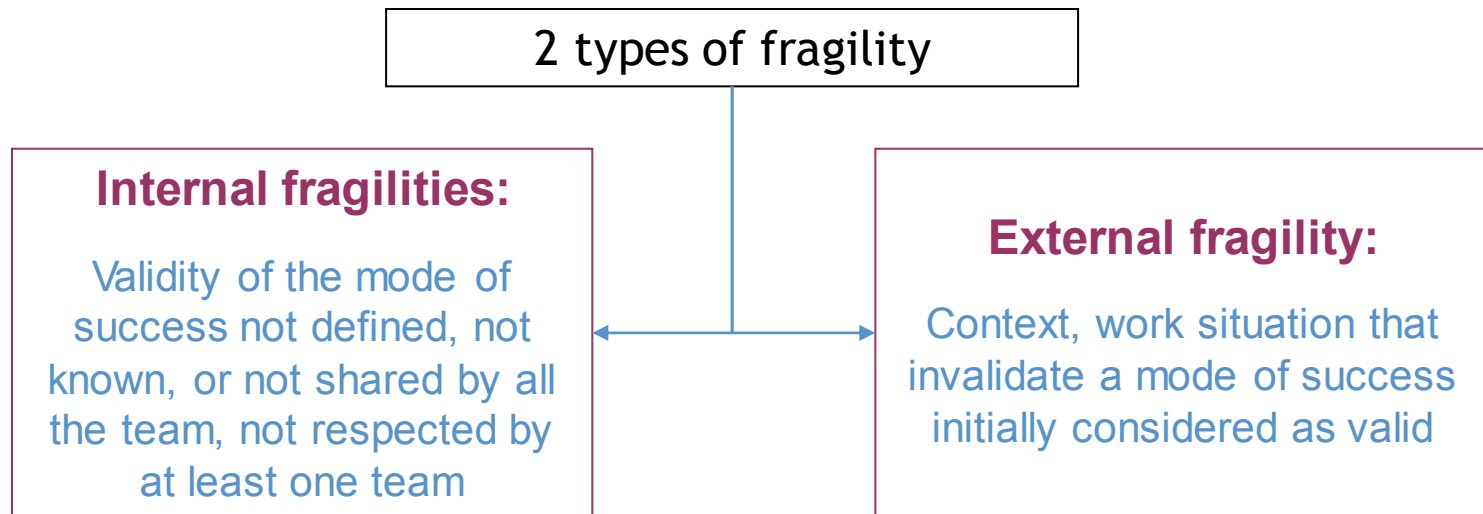 2 types of fragility
Internal fragilities:
Validity of the mode of
success not defined, not
known, or not shared by all
the team, not respected by
at least one team
External fragility:
Context, work situation that
invalidate a mode of success
initially considered as valid